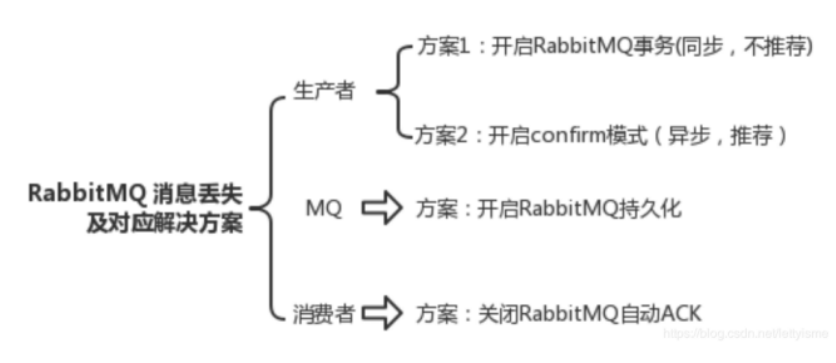 方案1：开启RabbitMQ事务(同步，不推荐)
生产者
方案2：开启confirm模式（异步，推荐）
RabbitMQ 消息丢失
及对应解决方案
MQ
方案：开启RabbitMQ持久化
消费者
方案：关闭RabbitMQ自动ACK
https://blog.csdn.net/lettyisme